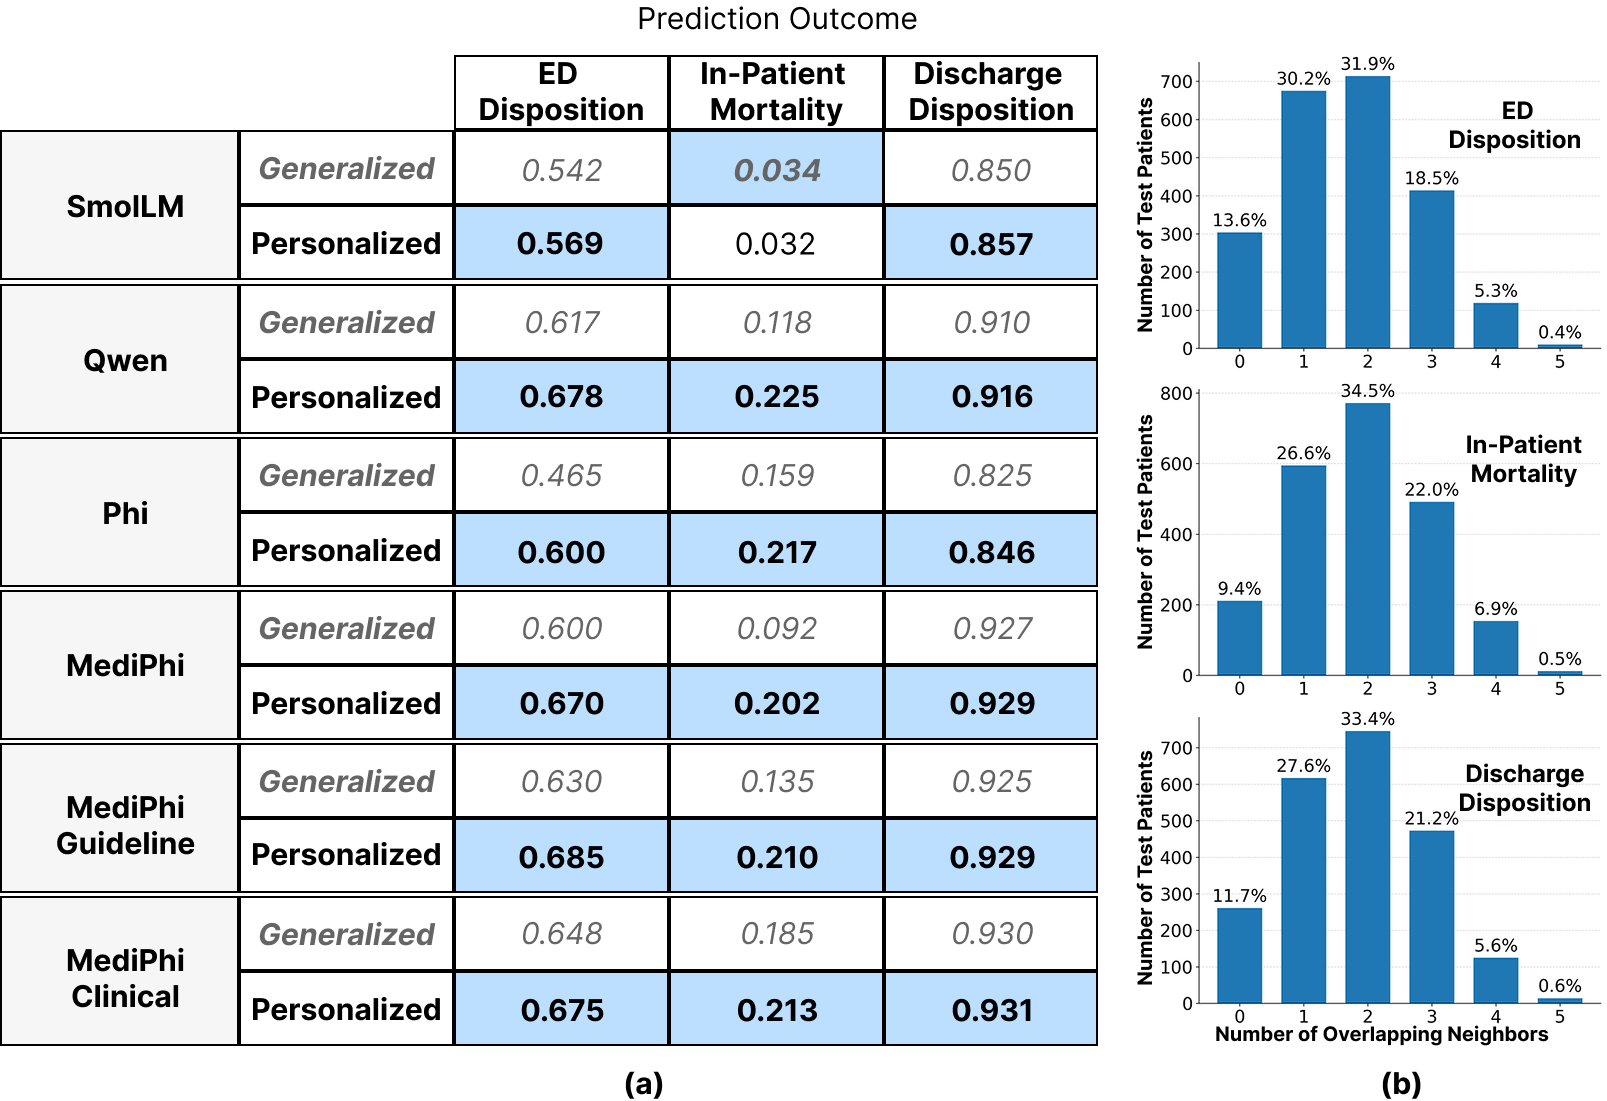 Prediction Outcome
ED Disposition
In-Patient Mortality
Discharge Disposition
SmolLM
Generalized 0.542 0.034 0.850
Personalized 0.569 0.032 0.857
Qwen
Generalized 0.617 0.118 0.910
Personalized 0.678 0.225 0.916
Phi
Generalized 0.465 0.159 0.825
Personalized 0.600 0.217 0.846
MediPhi
Generalized 0.600 0.092 0.927
Personalized 0.670 0.202 0.929
MediPhi Guideline
Generalized 0.630 0.135 0.925
Personalized 0.685 0.210 0.929
MediPhi Clinical
Generalized 0.648 0.185 0.930
Personalized 0.675 0.213 0.931
(a)
Number of Test Patients
700
600
500
400
300
200
100
0
13.6% 30.2% 31.9% 18.5% 5.3% 0.4%
ED
Disposition
0 1 2 3 4 5
Number of Test Patients
800
600
400
200
0
9.4% 26.6% 34.5% 22.0% 6.9% 0.5%
In-Patient
Mortality
0 1 2 3 4 5
Number of Test Patients
700
600
500
400
300
200
100
0
11.7% 27.6% 33.4% 21.2% 5.6% 0.6%
Discharge
Disposition
0 1 2 3 4 5
Number of Overlapping Neighbors
(b)